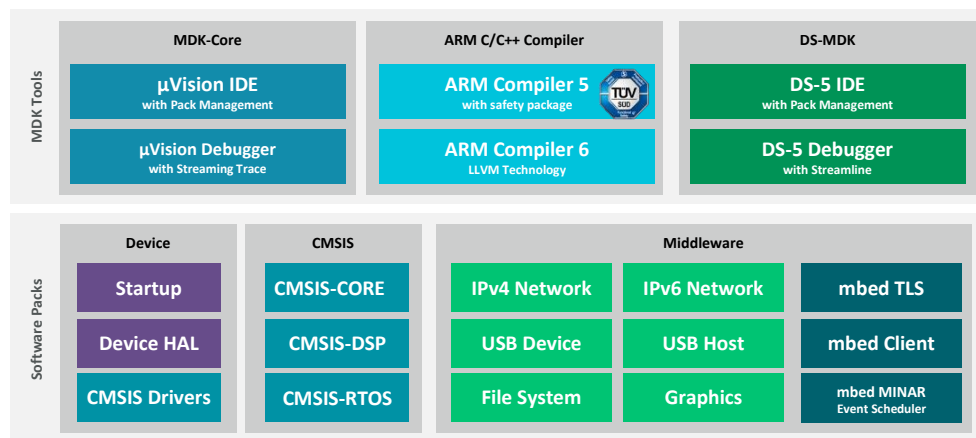 MDK Tools
MDK-Core
µVision IDE
with Pack Management
µVision Debugger
with Streaming Trace
ARM C/C++ Compiler
ARM Compiler 5
with safety package
TÜV
SÜD
ARM Compiler 6
LLVM Technology
DS-MDK
DS-5 IDE
with Pack Management
DS-5 Debugger
with Streamline
Software Packs
Device
Startup
Device HAL
CMSIS Drivers
CMSIS
CMSIS-CORE
CMSIS-DSP
CMSIS-RTOS
Middleware
IPv4 Network
IPv6 Network
mbed TLS
USB Device
USB Host
mbed Client
File System
Graphics
mbed MINAR
Event Scheduler